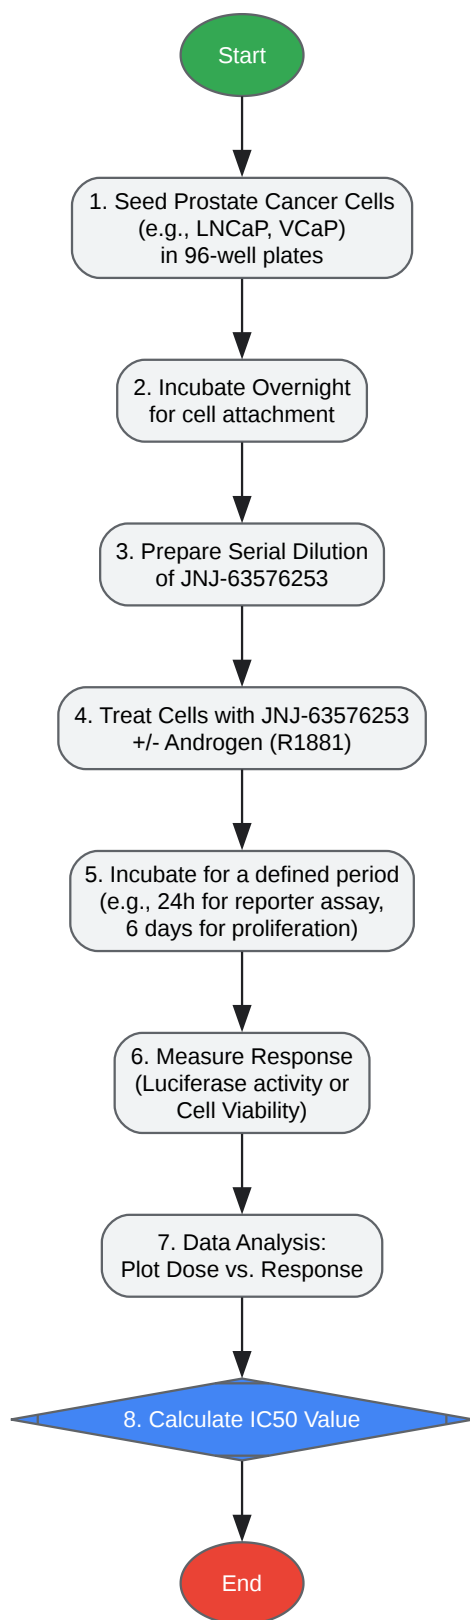 Start
1. Seed Prostate Cancer Cells
(e.g., LNCaP, VCaP)
in 96-well plates
2. Incubate Overnight
for cell attachment
3. Prepare Serial Dilution
of JNJ-63576253
4. Treat Cells with JNJ-63576253
+/- Androgen (R1881)
5. Incubate for a defined period
(e.g., 24h for reporter assay,
6 days for proliferation)
6. Measure Response
(Luciferase activity or
Cell Viability)
7. Data Analysis:
Plot Dose vs. Response
8. Calculate IC50 Value
End